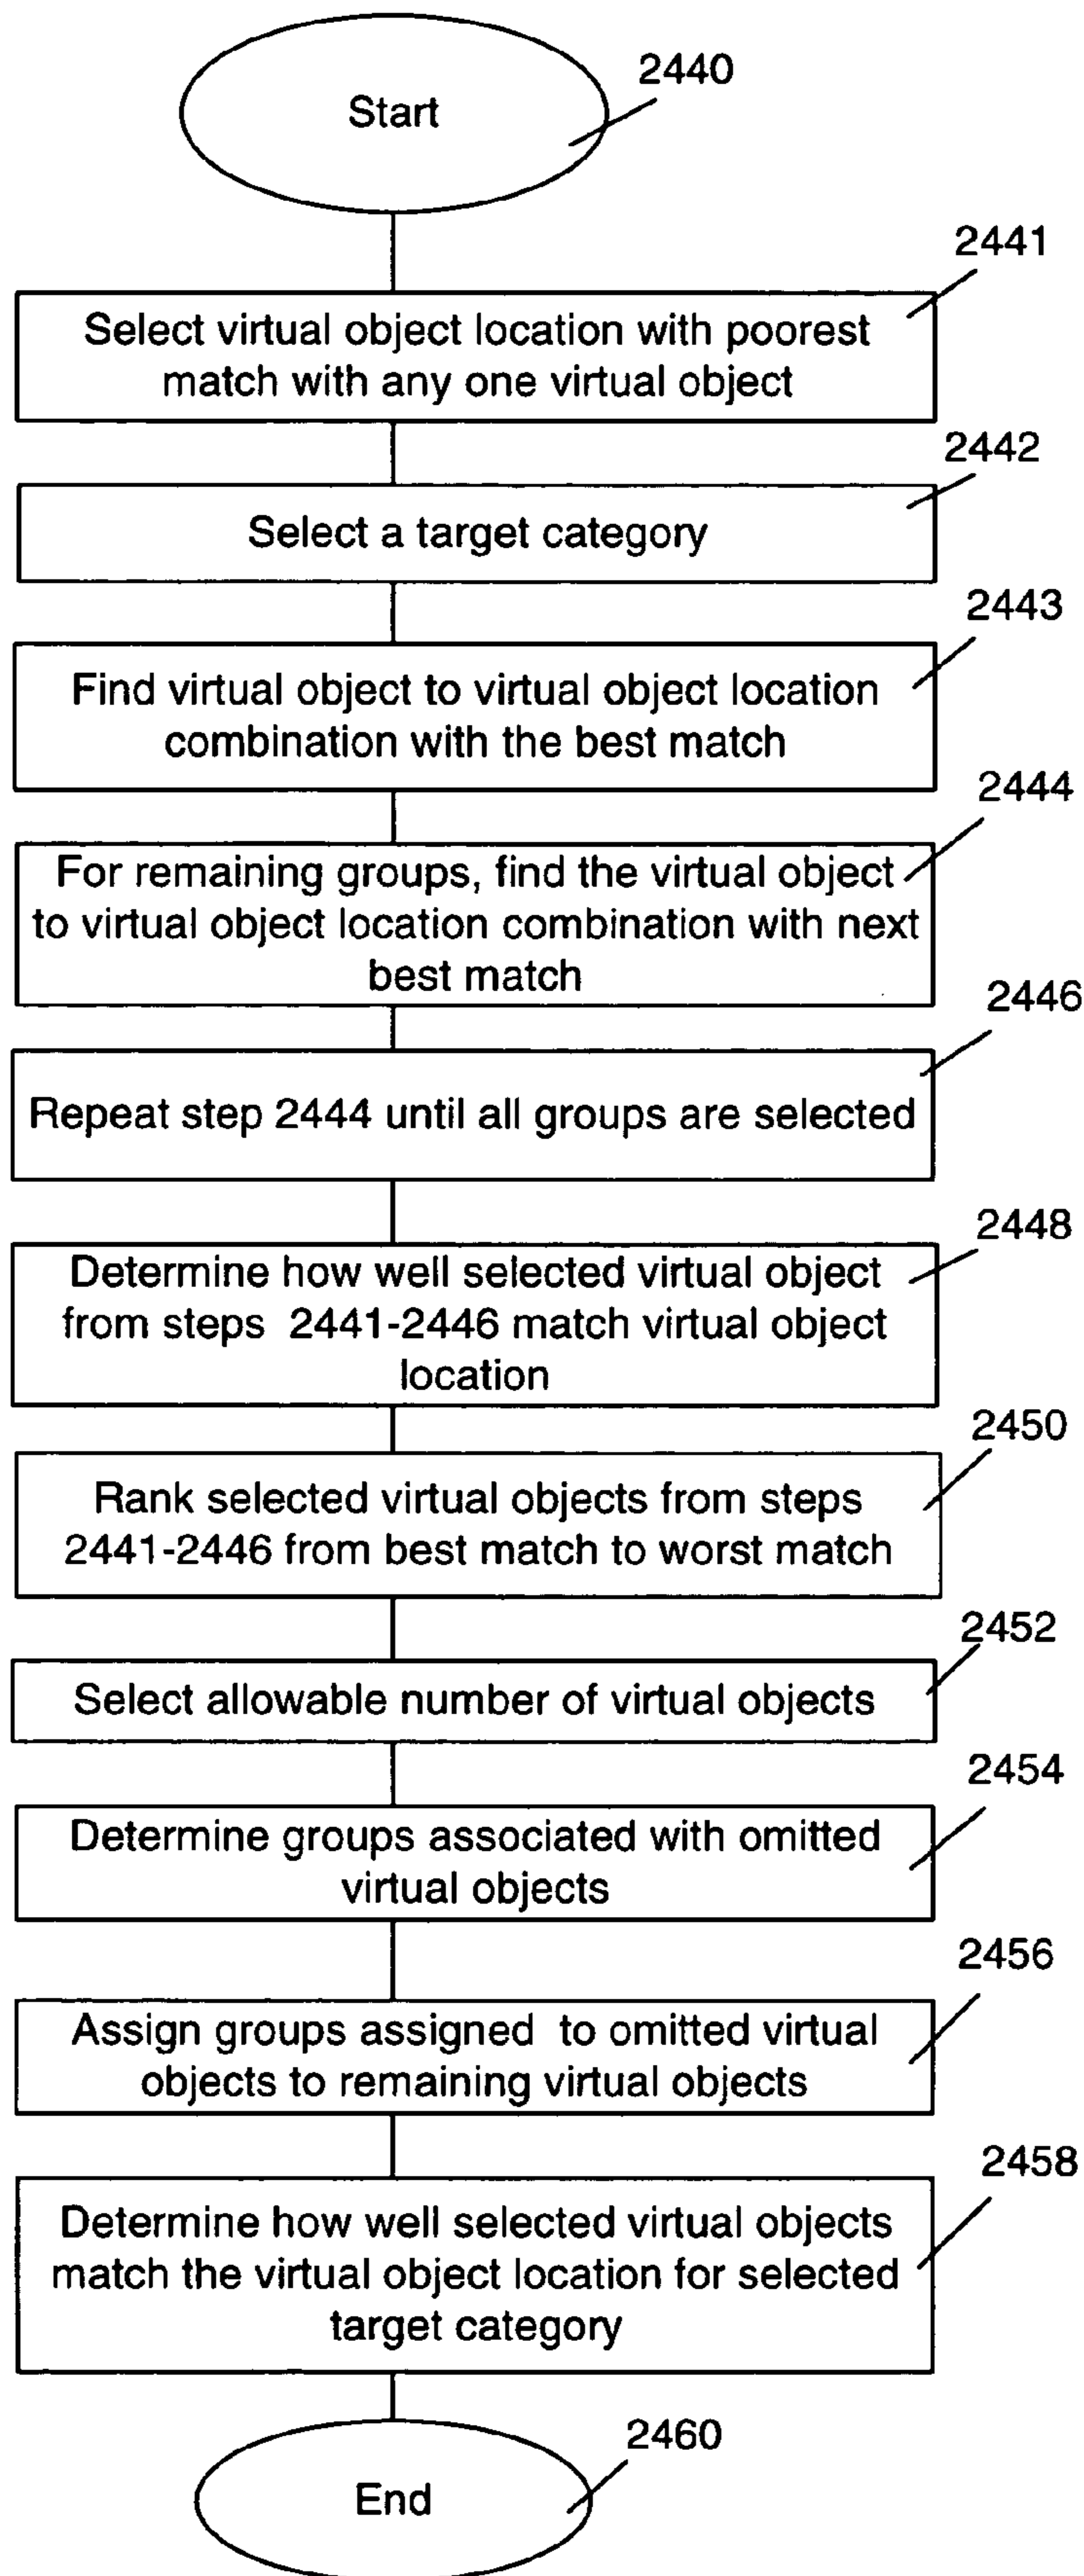 2440
Start
2441
Select virtual object location with poorest
match with any one virtual object
2442
Select a target category
2443
Find virtual object to virtual object location
combination with the best match
2444
For remaining groups, find the virtual object
to virtual object location combination with next
best match
2446
Repeat step 2444 until all groups are selected
2448
Determine how well selected virtual object
from steps 2441-2446 match virtual object
location
2450
Rank selected virtual objects from steps
2441-2446 from best match to worst match
2452
Select allowable number of virtual objects
2454
Determine groups associated with omitted
virtual objects
2456
Assign groups assigned to omitted virtual
objects to remaining virtual objects
2458
Determine how well selected virtual objects
match the virtual object location for selected
target category
2460
End